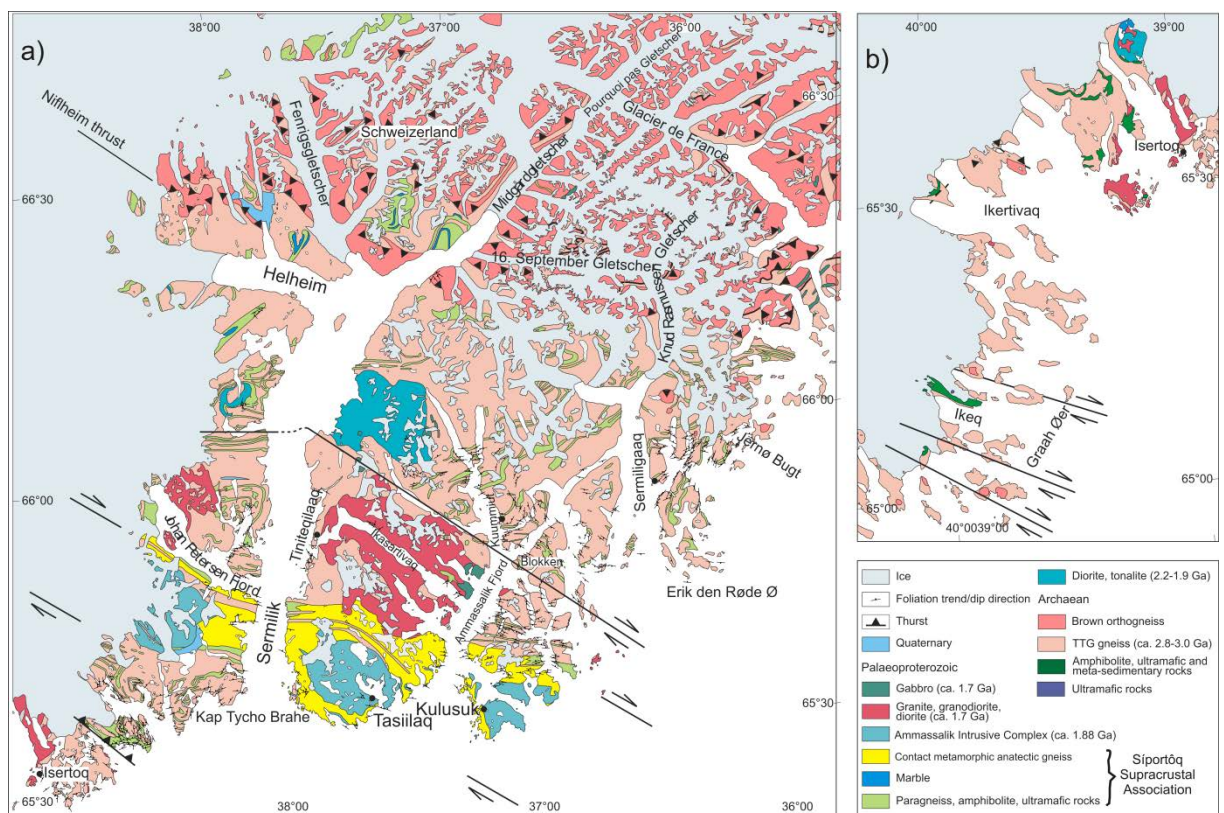 a)
38°00'
37°00'
36°00'
Niflheim thrust
Fenrigsgletscher
Schweizerland
Pourquoi pas Gletscher
Glacier de France
66°30'
Midgardgletscher
66°30'
Helheim
16. September Gletscher
Knud Rasmussen Gletscher
66°00'
Jernø Bugt
Sermiligaaq
66°00'
Johan Petersen Fjord
Tiniteqilaaq
Ikasartivaq
Kuummiut
Blokken
Ammassalik Fjord
Erik den Røde Ø
Sermilik
Kap Tycho Brahe
Tasiilaq
Kulusuk
Isertoq
65°30'
65°30'
38°00'
37°00'
36°00'
b)
40°00'
39°00'
Isertoq
65°30'
65°30'
Ikertivaq
Ikeq
Graah Øer
65°00'
65°00'
40°0039°00'
Ice
Foliation trend/dip direction
Thurst
Quaternary
Palaeoproterozoic
Gabbro (ca. 1.7 Ga)
Granite, granodiorite,
diorite (ca. 1.7 Ga)
Ammassalik Intrusive Complex (ca. 1.88 Ga)
Contact metamorphic anatectic gneiss
Marble
Paragneiss, amphibolite, ultramafic rocks
Diorite, tonalite (2.2-1.9 Ga)
Archaean
Brown orthogneiss
TTG gneiss (ca. 2.8-3.0 Ga)
Amphibolite, ultramafic and
meta-sedimentary rocks
Ultramafic rocks
Síportôq
Supracrustal
Association